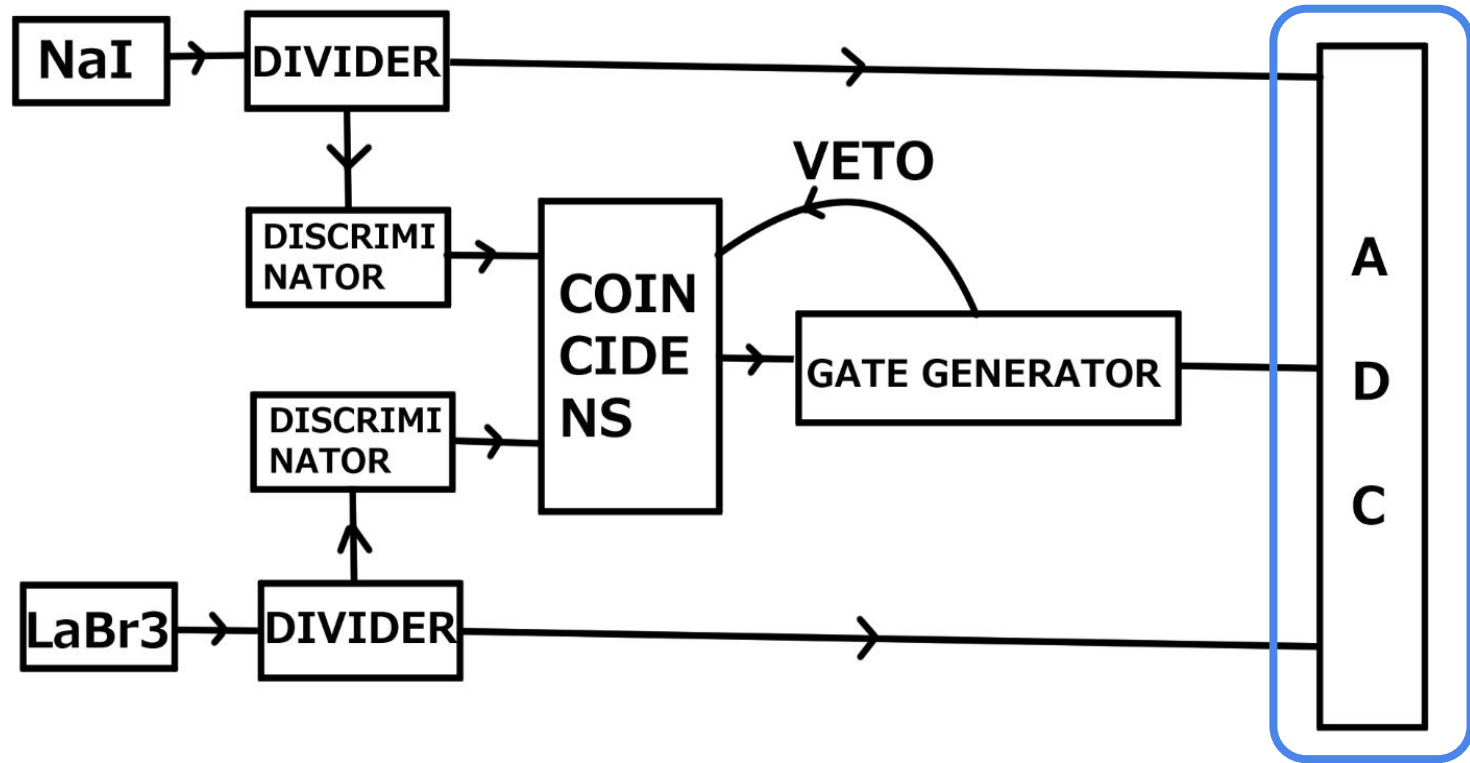 NaI
DIVIDER
VETO
DISCRIMI
NATOR
COIN
CIDE
NS
GATE GENERATOR
A
D
C
DISCRIMI
NATOR
LaBr3
DIVIDER